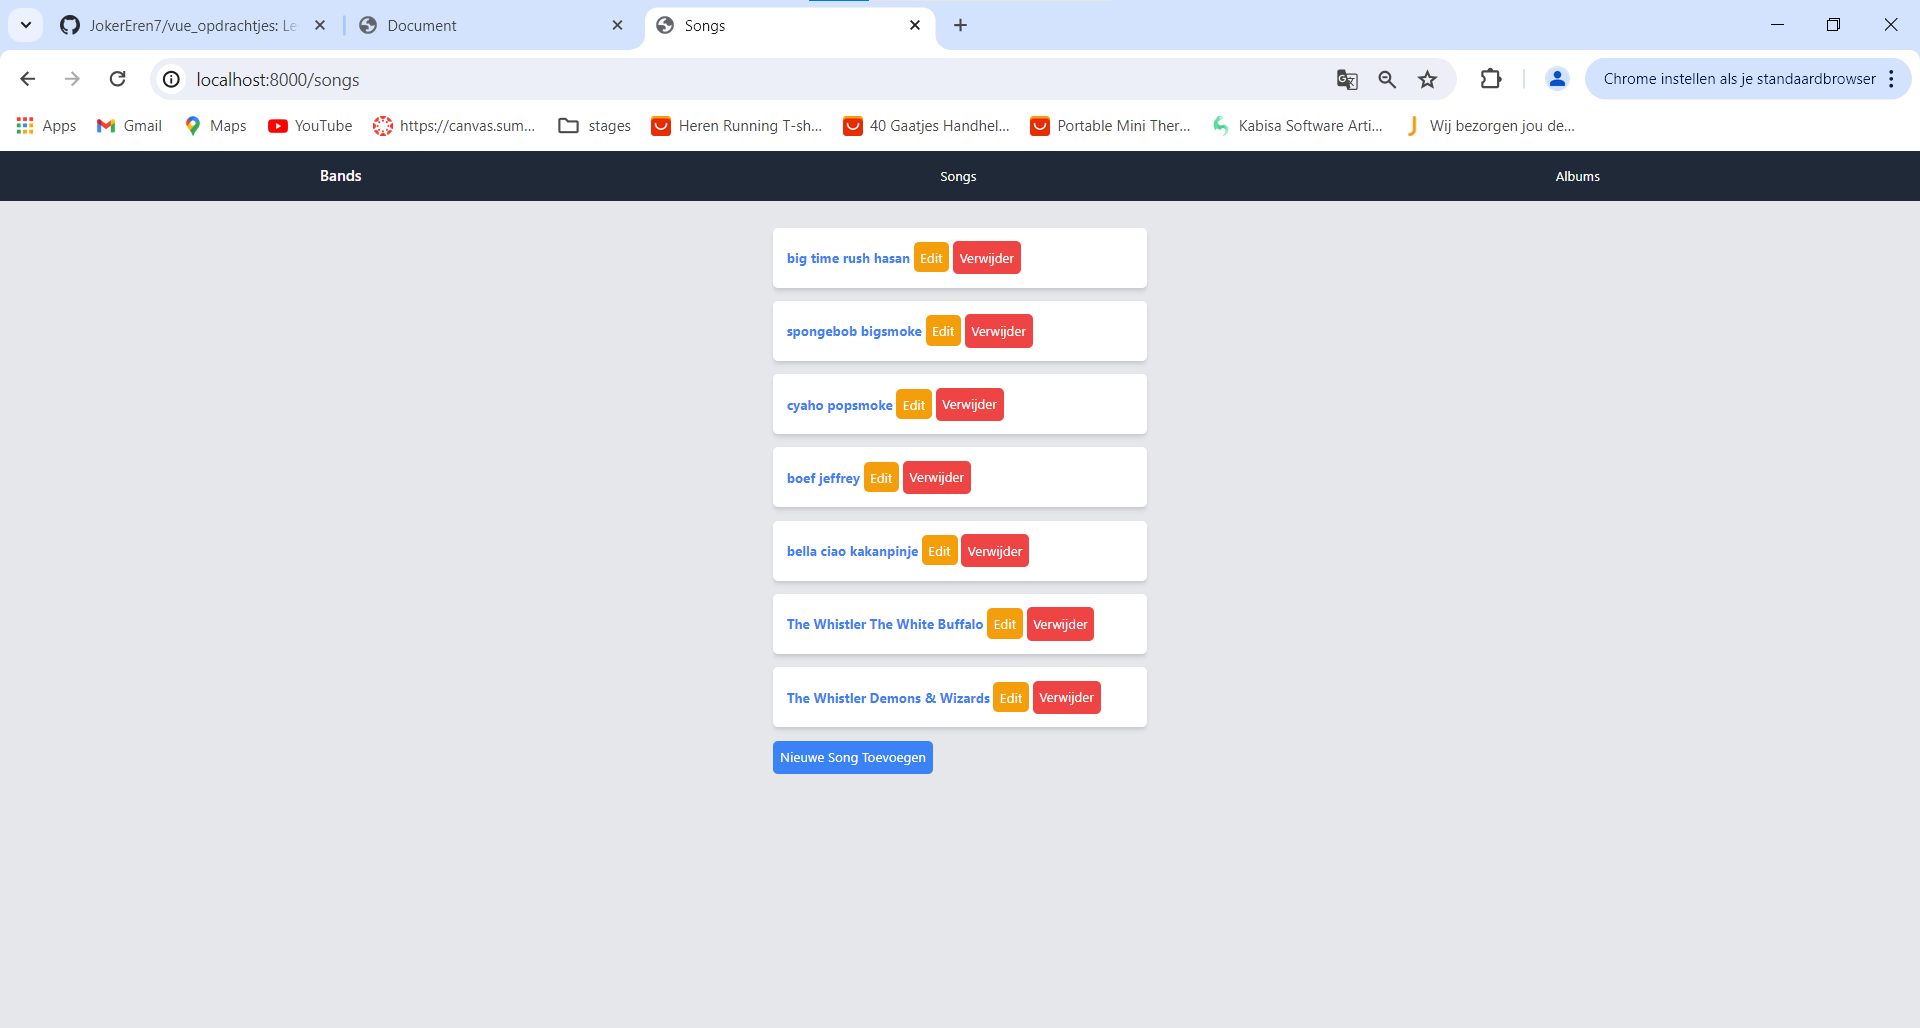 JokerEren7/vue_opdrachtjes: Le
Document
Songs
localhost:8000/songs
Chrome instellen als je standaardbrowser
Apps
Gmail
Maps
YouTube
https://canvas.sum...
stages
Heren Running T-sh...
40 Gaatjes Handhel...
Portable Mini Ther...
Kabisa Software Arti...
Wij bezorgen jou de...
Bands
Songs
Albums
big time rush hasan Edit Verwijder
spongebob bigsmoke Edit Verwijder
cyaho popsmoke Edit Verwijder
boef jeffrey Edit Verwijder
bella ciao kakanpinje Edit Verwijder
The Whistler The White Buffalo Edit Verwijder
The Whistler Demons & Wizards Edit Verwijder
Nieuwe Song Toevoegen